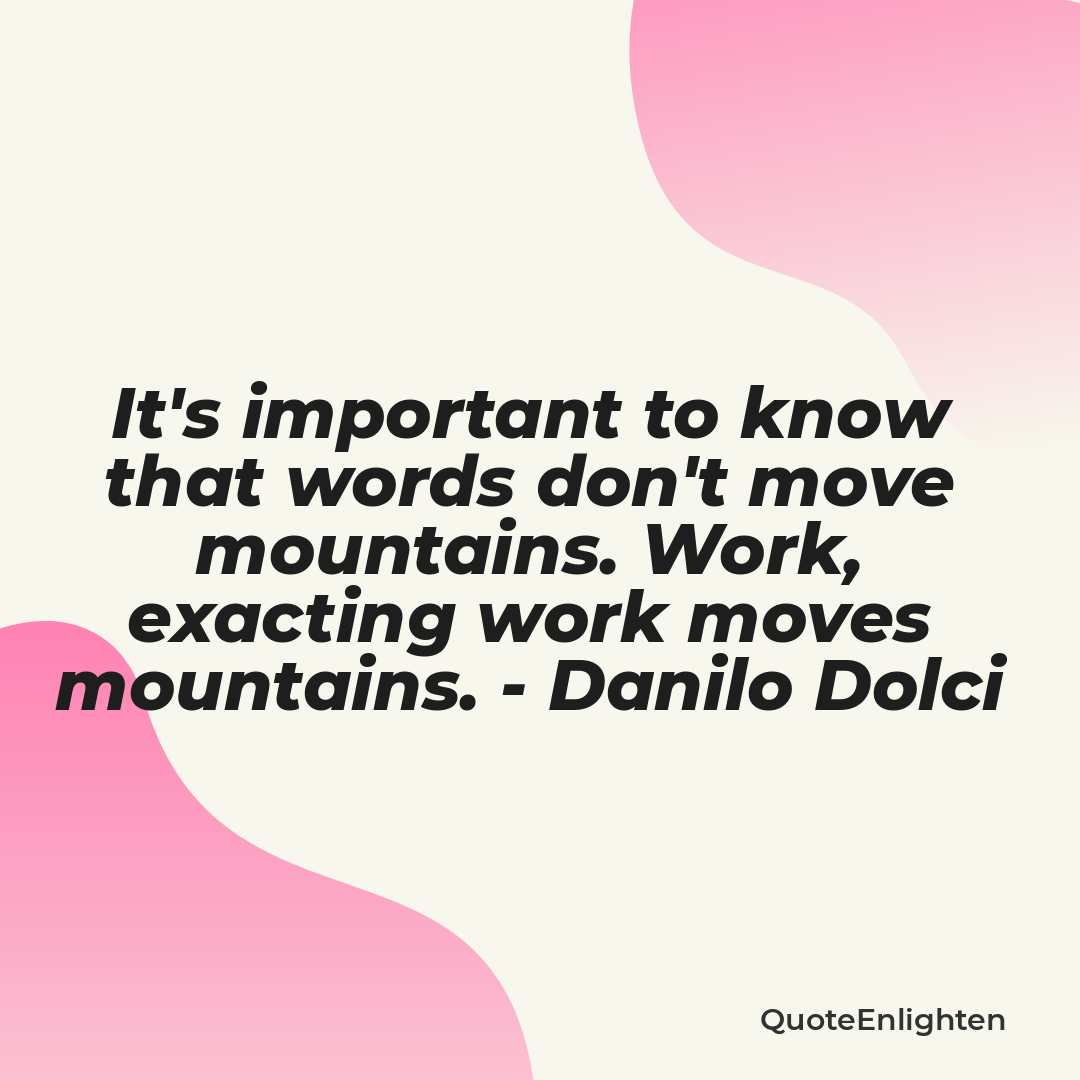 It's important to know
that words don't move
mountains. Work,
exacting work moves
mountains. - Danilo Dolci
QuoteEnlighten